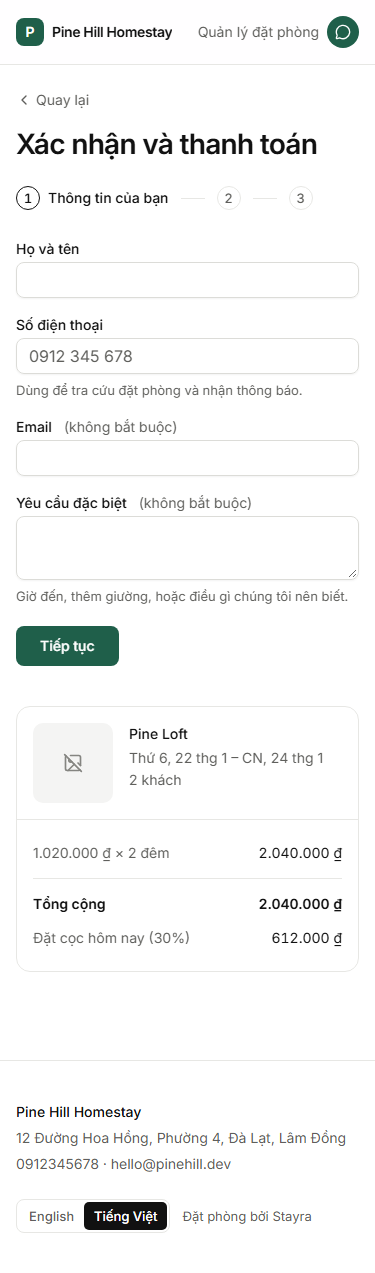 P Pine Hill Homestay Quản lý đặt phòng
Quay lại
Xác nhận và thanh toán
1 Thông tin của bạn 2 3
Họ và tên
Số điện thoại
0912 345 678
Dùng để tra cứu đặt phòng và nhận thông báo.
Email (không bắt buộc)
Yêu cầu đặc biệt (không bắt buộc)
Giờ đến, thêm giường, hoặc điều gì chúng tôi nên biết.
Tiếp tục
Pine Loft
Thứ 6, 22 thg 1 – CN, 24 thg 1
2 khách
1.020.000 ₫ × 2 đêm 2.040.000 ₫
Tổng cộng 2.040.000 ₫
Đặt cọc hôm nay (30%) 612.000 ₫
Pine Hill Homestay
12 Đường Hoa Hồng, Phường 4, Đà Lạt, Lâm Đồng
0912345678 · hello@pinehill.dev
English Tiếng Việt Đặt phòng bởi Stayra